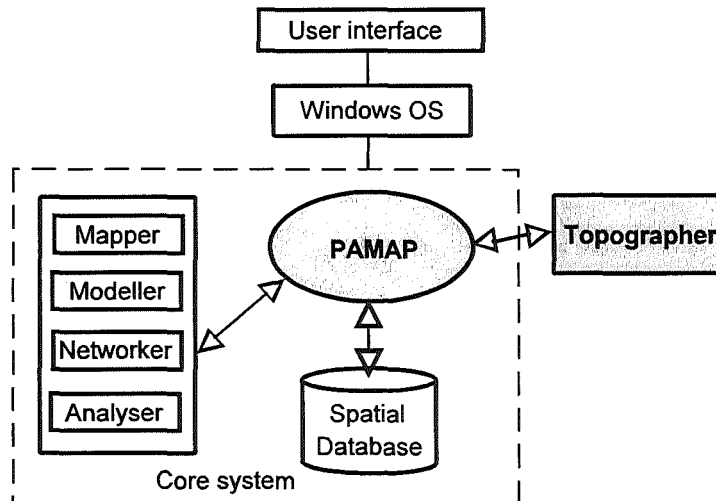 User interface
Windows OS
PAMAP
Topographer
Mapper
Modeller
Networker
Analyser
Spatial
Database
Core system